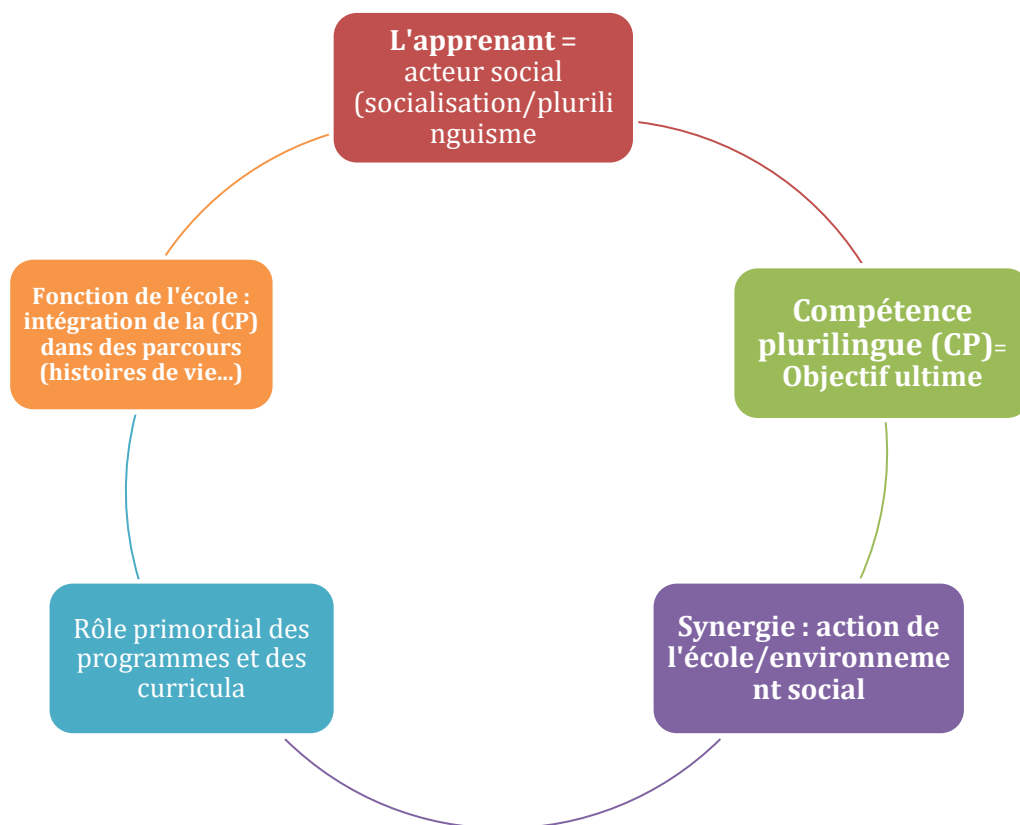 L'apprenant =
acteur social
(socialisation/plurili
nguisme
Compétence
plurilingue (CP)=
Objectif ultime
Synergie : action de
l'école/environneme
nt social
Rôle primordial des
programmes et des
curricula
Fonction de l'école :
intégration de la (CP)
dans des parcours
(histoires de vie...)